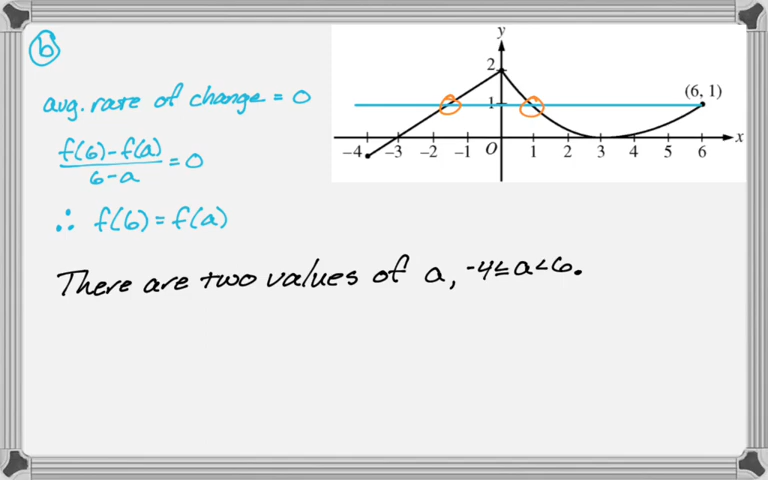 b
avg. rate of change = 0
f(6)-f(a)
6-a
= 0
∴ f(6) = f(a)
There are two values of a, -4≤a<6.
y
2
1
(6, 1)
-4 -3 -2 -1 O 1 2 3 4 5 6 x